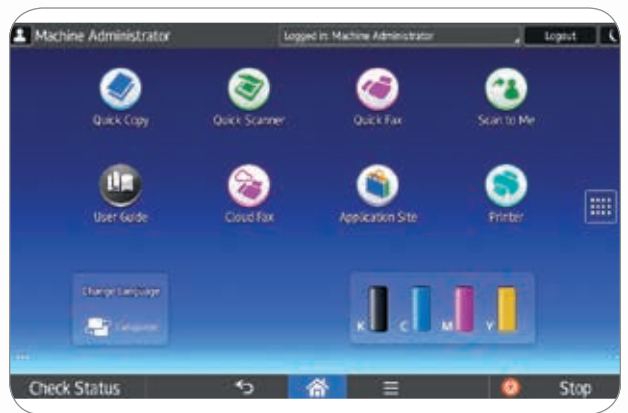 Machine Administrator
Logged in: Machine Administrator
Logout
Quick Copy
Quick Scanner
Quick Fax
Scan to Me
User Guide
Cloud Fax
Application Site
Printer
Change Language
K
C
M
Y
Check Status
Stop